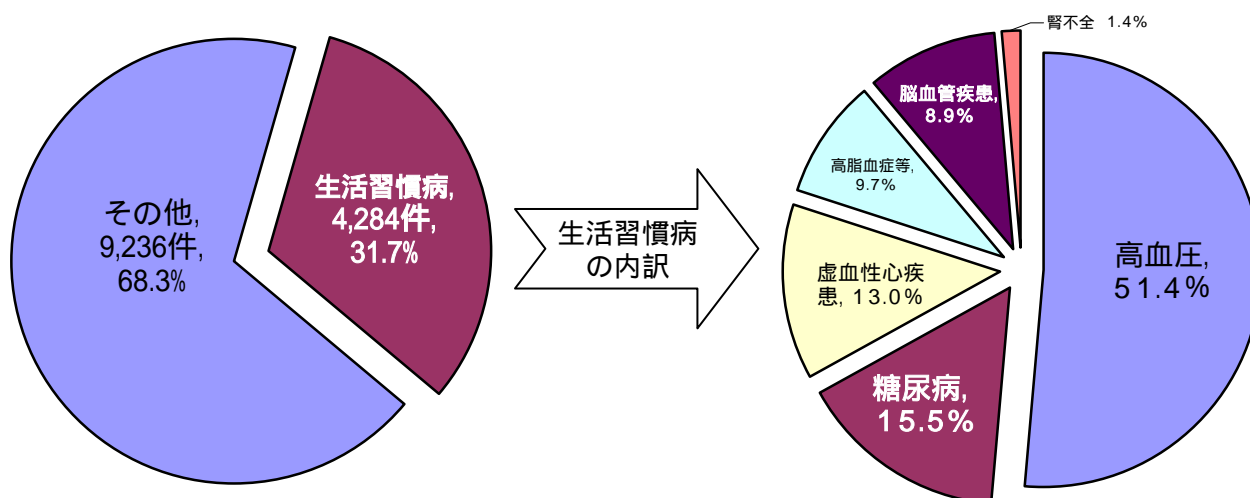 その他,
9,236件,
68.3%
生活習慣病,
4,284件,
31.7%
生活習慣病
の内訳
腎不全 1.4%
脳血管疾患,
8.9%
高脂血症等,
9.7%
虚血性心疾
患, 13.0%
糖尿病,
15.5%
高血圧,
51.4%